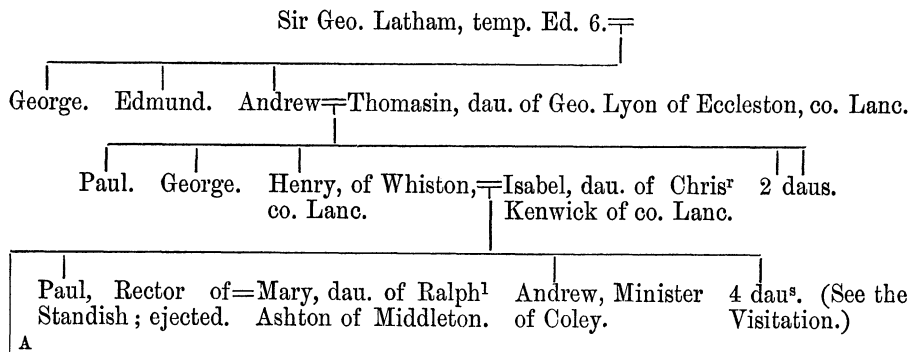 Sir Geo. Latham, temp. Ed. 6.
George. Edmund. Andrew=Thomasin, dau. of Geo. Lyon of Eccleston, co. Lanc.
Paul. George. Henry, of Whiston,=Isabel, dau. of Chrisʳ 2 daus.
co. Lanc. Kenwick of co. Lanc.
Paul, Rector of=Mary, dau. of Ralph¹ Andrew, Minister 4 dauˢ. (See the
Standish; ejected. Ashton of Middleton. of Coley. Visitation.)
A